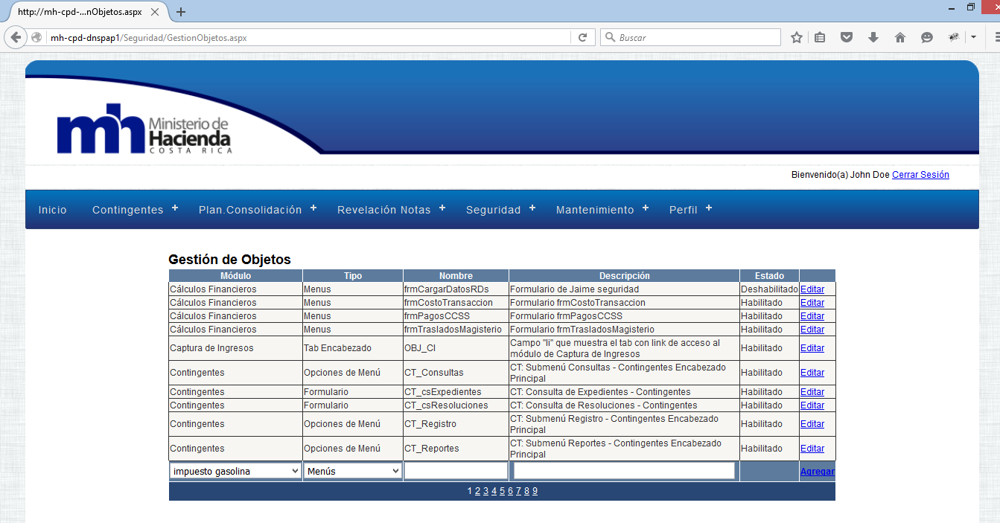 http://mh-cpd-...nObjetos.aspx
mh-cpd-dnspap1/Seguridad/GestionObjetos.aspx
Buscar
mh Ministerio de
Hacienda
COSTA RICA
Bienvenido(a) John Doe Cerrar Sesión
Inicio Contingentes + Plan.Consolidación + Revelación Notas + Seguridad + Mantenimiento + Perfil +
Gestión de Objetos
Módulo Tipo Nombre Descripción Estado
Cálculos Financieros Menus frmCargarDatosRDs Formulario de Jaime seguridad Deshabilitado Editar
Cálculos Financieros Menus frmCostoTransaccion Formulario frmCostoTransaccion Habilitado Editar
Cálculos Financieros Menus frmPagosCCSS Formulario frmPagosCCSS Habilitado Editar
Cálculos Financieros Menus frmTrasladosMagisterio Formulario frmTrasladosMagisterio Habilitado Editar
Captura de Ingresos Tab Encabezado OBJ_CI Campo "li" que muestra el tab con link de acceso al
módulo de Captura de Ingresos Habilitado Editar
Contingentes Opciones de Menú CT_Consultas CT: Submenú Consultas - Contingentes Encabezado
Principal Habilitado Editar
Contingentes Formulario CT_csExpedientes CT: Consulta de Expedientes - Contingentes Habilitado Editar
Contingentes Formulario CT_csResoluciones CT: Consulta de Resoluciones - Contingentes Habilitado Editar
Contingentes Opciones de Menú CT_Registro CT: Submenú Registro - Contingentes Encabezado
Principal Habilitado Editar
Contingentes Opciones de Menú CT_Reportes CT: Submenú Reportes - Contingentes Encabezado
Principal Habilitado Editar
impuesto gasolina Menús Agregar
1 2 3 4 5 6 7 8 9